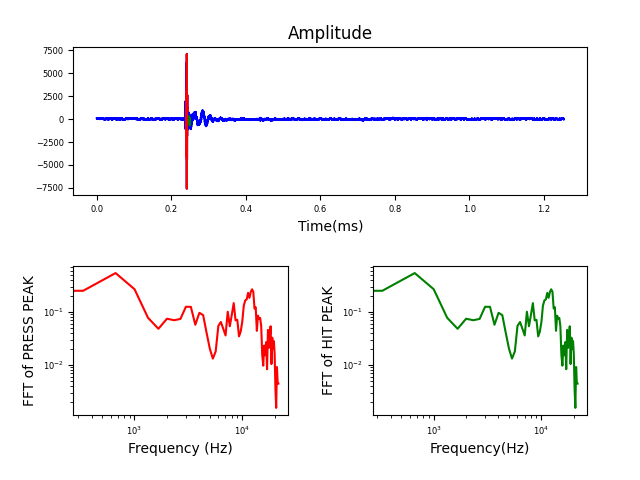 Amplitude
7500
5000
2500
0
−2500
−5000
−7500
0.0 0.2 0.4 0.6 0.8 1.0 1.2
Time(ms)
FFT of PRESS PEAK
10⁻¹
10⁻²
10³ 10⁴
Frequency (Hz)
FFT of HIT PEAK
10⁻¹
10⁻²
10³ 10⁴
Frequency(Hz)